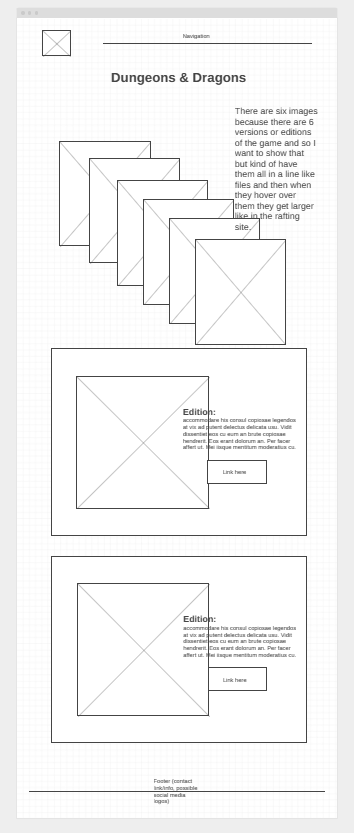 Navigation
Dungeons & Dragons
There are six images
because there are 6
versions or editions
of the game and so I
want to show that
but kind of have
them all in a line like
files and then when
they hover over
them they get larger
like in the rafting
site.
Edition:
accommodare his consul copiosae legendos
at vix ad putent delectus delicata usu. Vidit
dissentiet eos cu eum an brute copiosae
hendrerit. Eos erant dolorum an. Per facer
affert ut. Mei iisque mentitum moderatius cu.
Link here
Edition:
accommodare his consul copiosae legendos
at vix ad putent delectus delicata usu. Vidit
dissentiet eos cu eum an brute copiosae
hendrerit. Eos erant dolorum an. Per facer
affert ut. Mei iisque mentitum moderatius cu.
Link here
Footer (contact
link/info, possible
social media
logos)